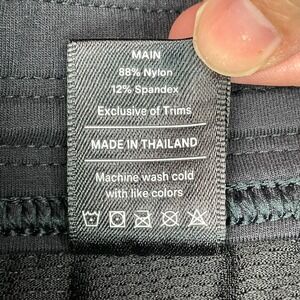 MAIN
88% Nylon
12% Spandex
Exclusive of Trims
MADE IN THAILAND
Machine wash cold
with like colors